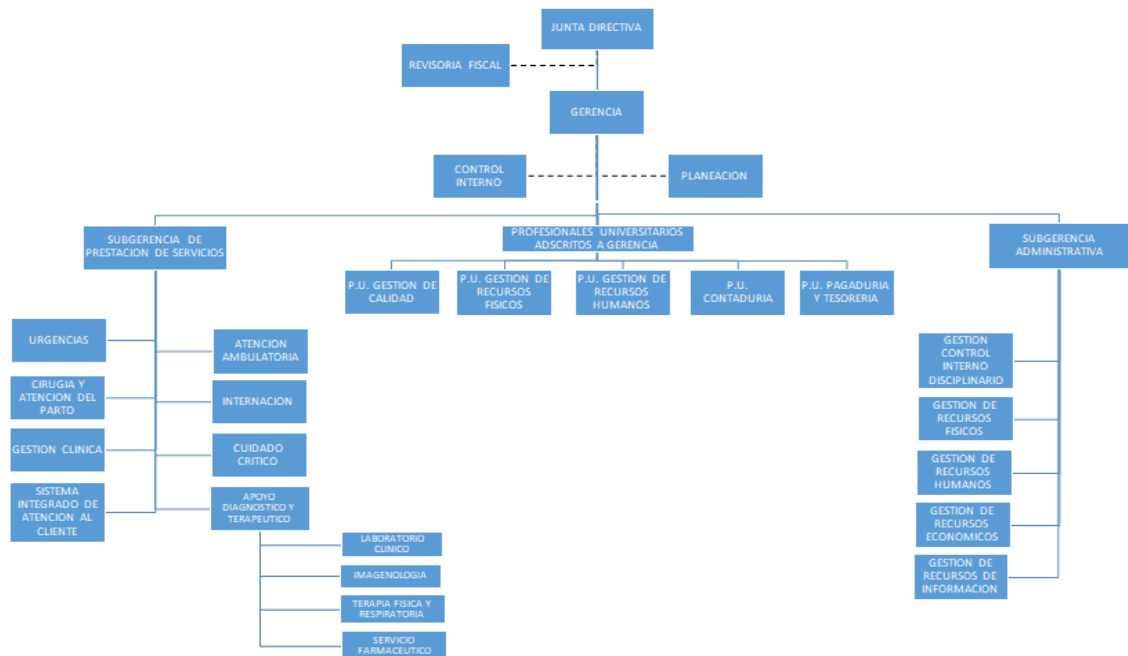 JUNTA DIRECTIVA
REVISORIA FISCAL
GERENCIA
CONTROL
INTERNO
PLANEACION
SUBGERENCIA DE
PRESTACION DE SERVICIOS
PROFESIONALES UNIVERSITARIOS
ADSCRITOS A GERENCIA
SUBGERENCIA
ADMINISTRATIVA
P.U. GESTION DE
CALIDAD
P.U. GESTION DE
RECURSOS
FISICOS
P.U. GESTION DE
RECURSOS
HUMANOS
P.U.
CONTADURIA
P.U. PAGADURIA
Y TESORERIA
URGENCIAS
CIRUGIA Y
ATENCION DEL
PARTO
GESTION CLINICA
SISTEMA
INTEGRADO DE
ATENCION AL
CLIENTE
ATENCION
AMBULATORIA
INTERNACION
CUIDADO
CRITICO
APOYO
DIAGNOSTICO Y
TERAPEUTICO
LABORATORIO
CLINICO
IMAGENOLOGIA
TERAPIA FISICA Y
RESPIRATORIA
SERVICIO
FARMACEUTICO
GESTION
CONTROL
INTERNO
DISCIPLINARIO
GESTION DE
RECURSOS
FISICOS
GESTION DE
RECURSOS
HUMANOS
GESTION DE
RECURSOS
ECONOMICOS
GESTION DE
RECURSOS DE
INFORMACION